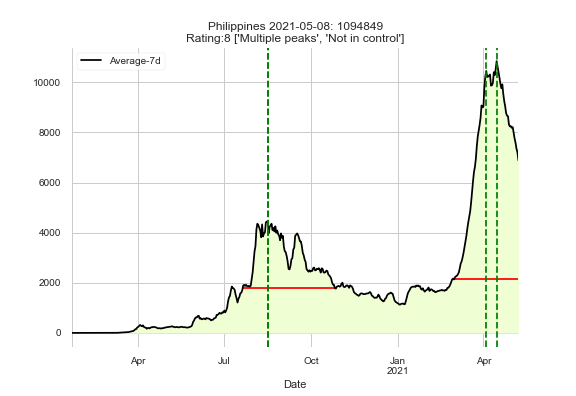 Philippines 2021-05-08: 1094849
Rating:8 ['Multiple peaks', 'Not in control']
Average-7d
10000
8000
6000
4000
2000
0
Apr
Jul
Oct
Jan
2021
Apr
Date